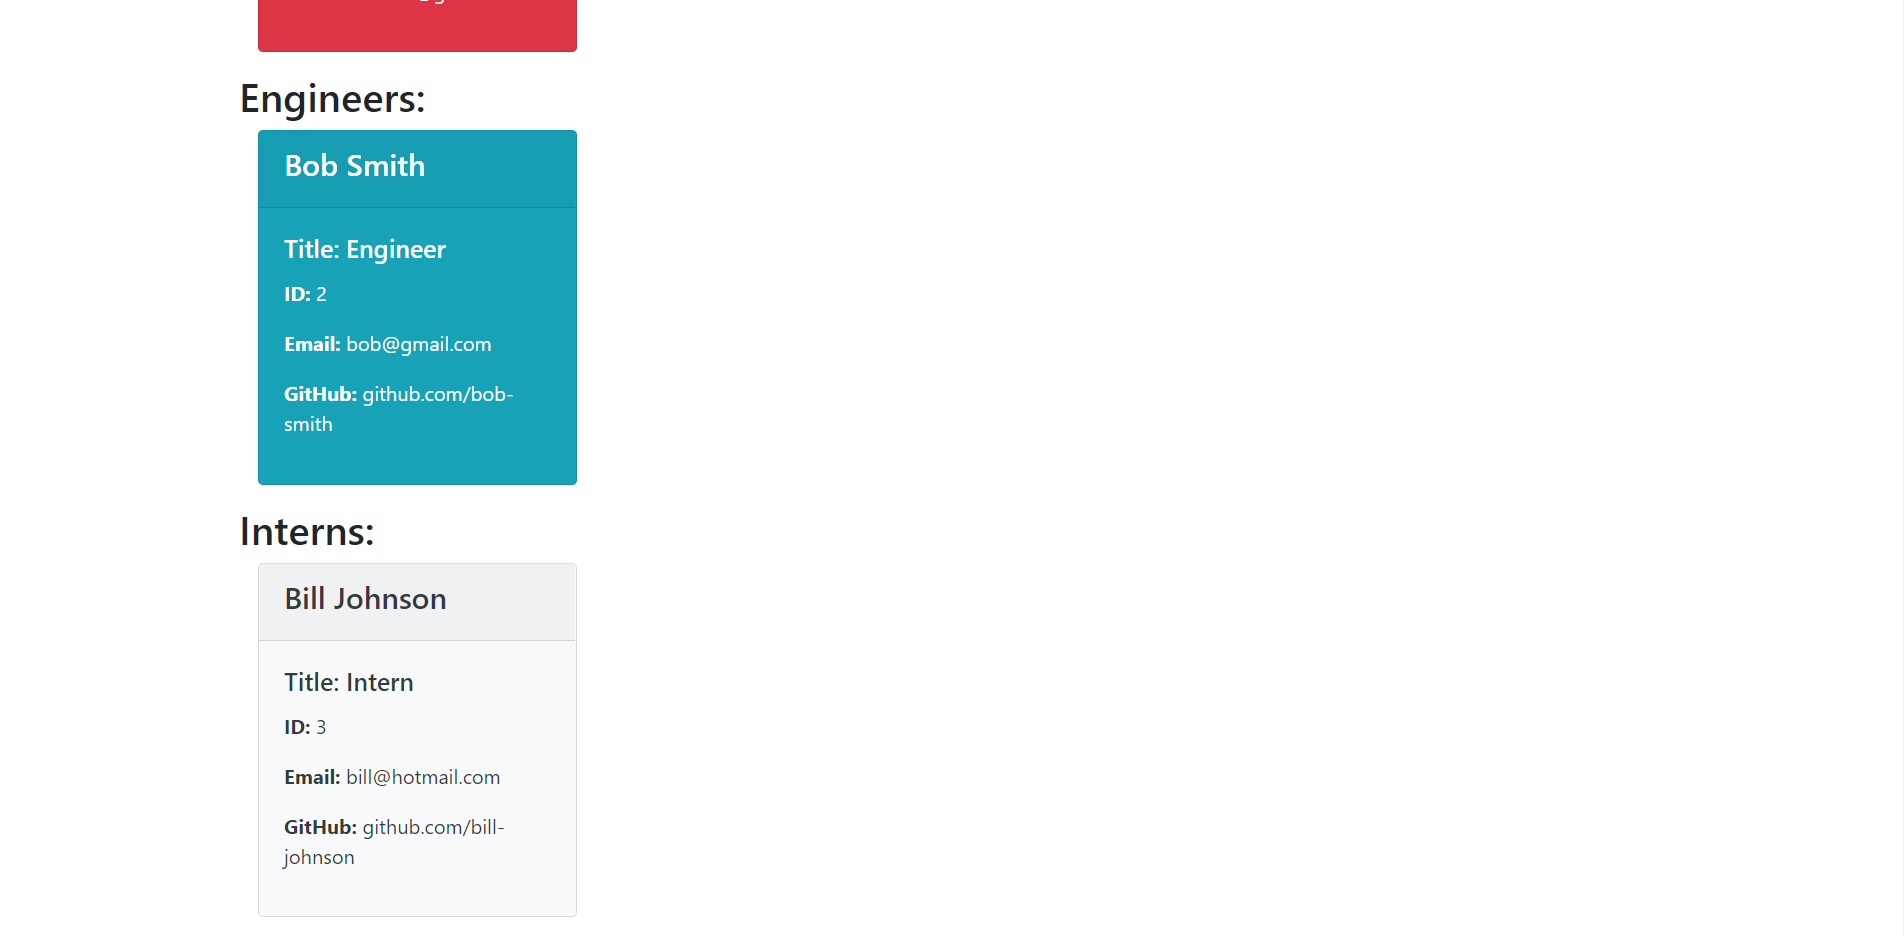 Engineers:
Bob Smith
Title: Engineer
ID: 2
Email: bob@gmail.com
GitHub: github.com/bob-
smith
Interns:
Bill Johnson
Title: Intern
ID: 3
Email: bill@hotmail.com
GitHub: github.com/bill-
johnson